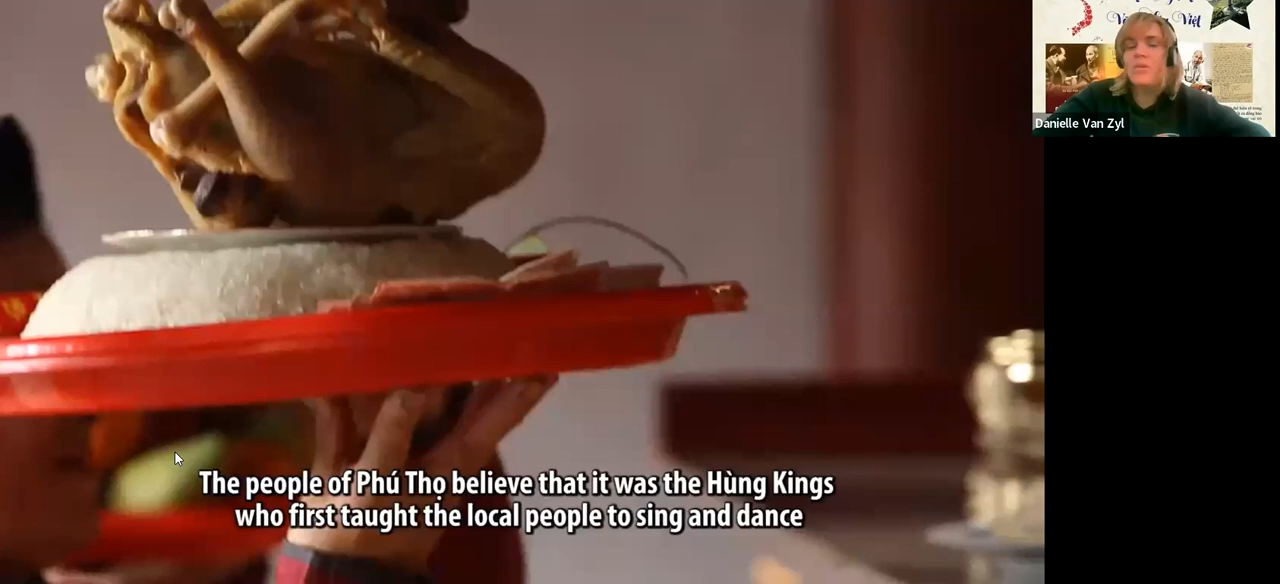 Việt
Danielle Van Zyl
The people of Phú Thọ believe that it was the Hùng Kings
who first taught the local people to sing and dance